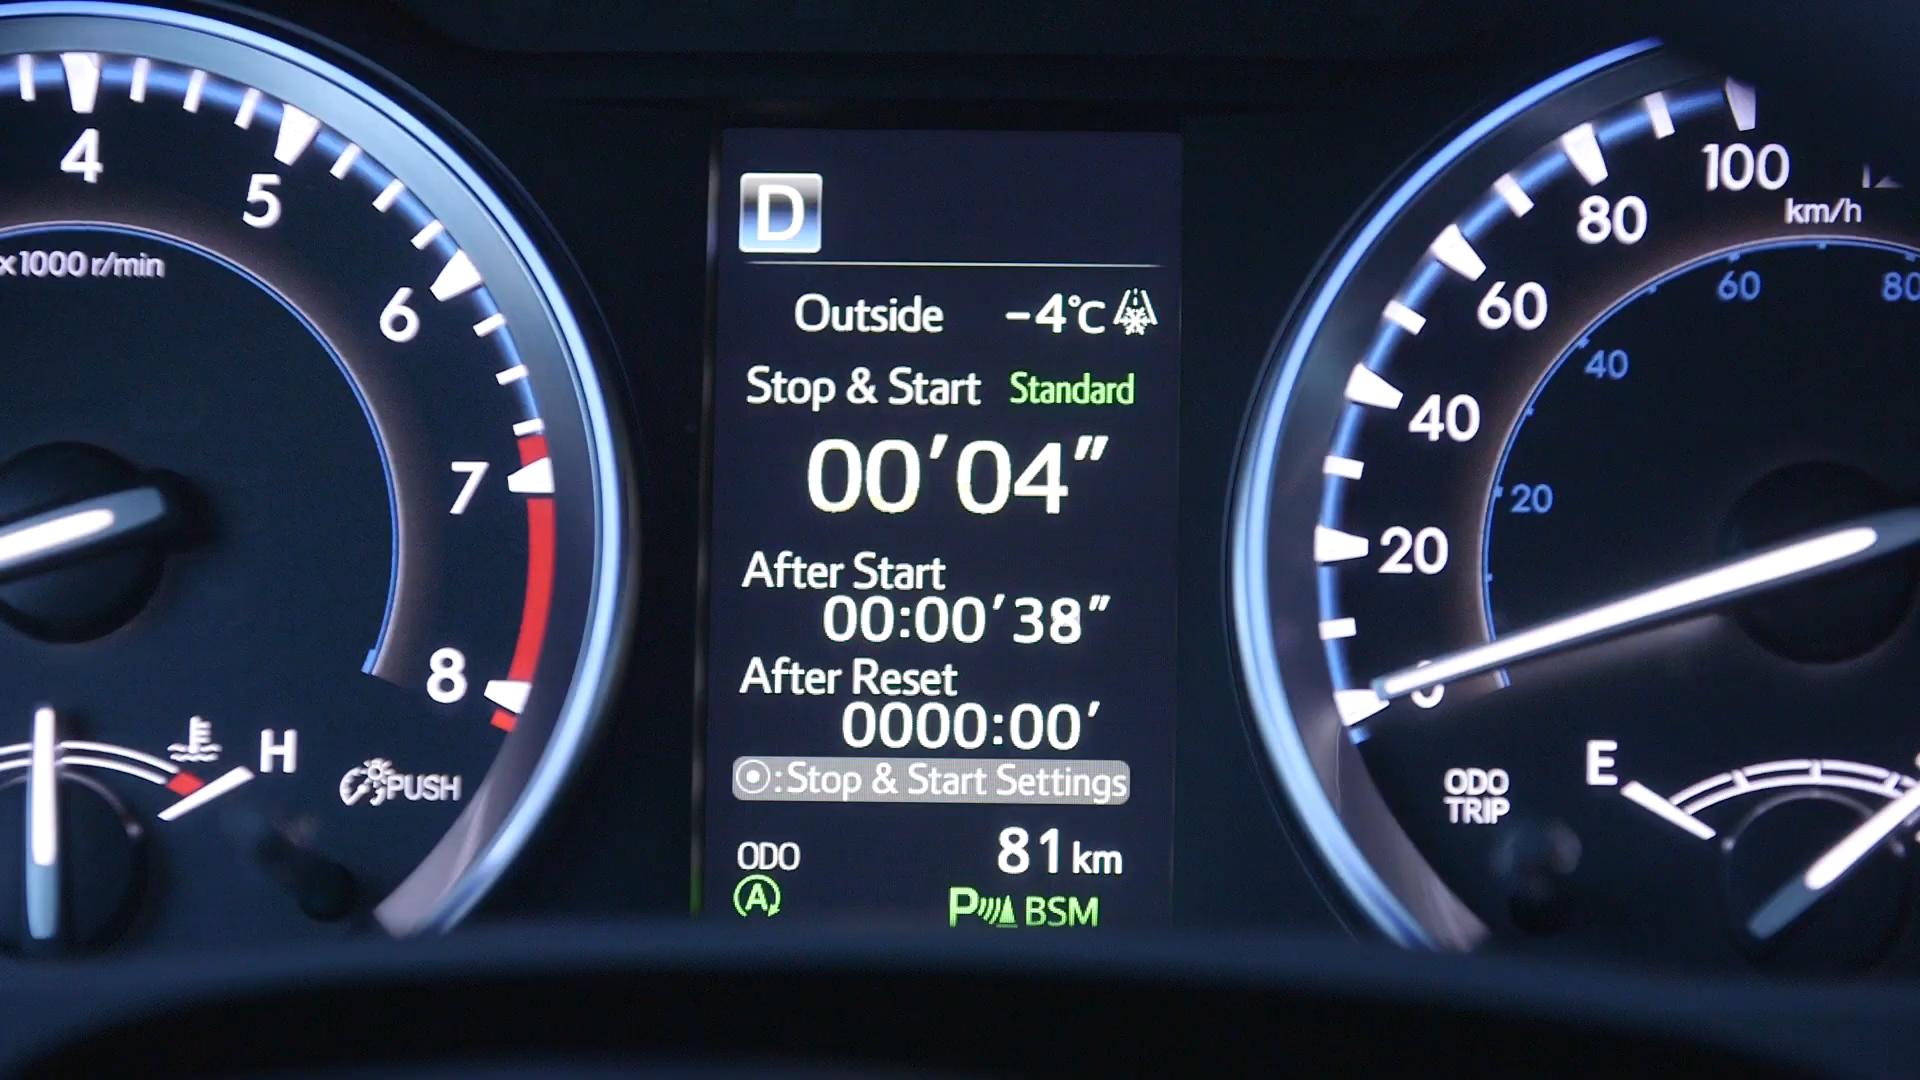 4
5
6
7
8
x1000 r/min
H
PUSH
D
Outside -4°C
Stop & Start Standard
00'04"
After Start
00:00'38"
After Reset
0000:00'
⦿:Stop & Start Settings
ODO 81 km
A P BSM
100
80
60
40
20
0
km/h
80
60
40
20
ODO
TRIP
E